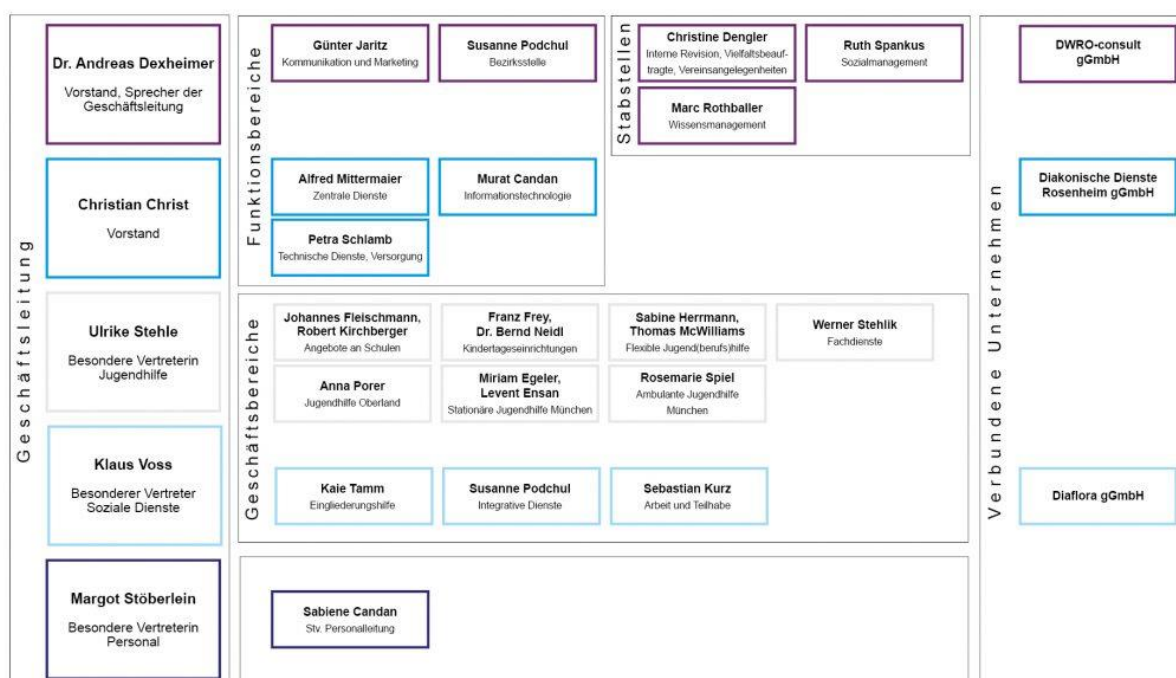 Geschäftsleitung
Dr. Andreas Dexheimer
Vorstand, Sprecher der
Geschäftsleitung
Christian Christ
Vorstand
Ulrike Stehle
Besondere Vertreterin
Jugendhilfe
Klaus Voss
Besonderer Vertreter
Soziale Dienste
Margot Stöberlein
Besondere Vertreterin
Personal
Funktionsbereiche
Günter Jaritz
Kommunikation und Marketing
Susanne Podchul
Bezirksstelle
Alfred Mittermaier
Zentrale Dienste
Murat Candan
Informationstechnologie
Petra Schlamb
Technische Dienste, Versorgung
Stabstellen
Christine Dengler
Interne Revision, Vielfaltsbeauf-
tragte, Vereinsangelegenheiten
Ruth Spankus
Sozialmanagement
Marc Rothballer
Wissensmanagement
Geschäftsbereiche
Johannes Fleischmann,
Robert Kirchberger
Angebote an Schulen
Franz Frey,
Dr. Bernd Neidl
Kindertageseinrichtungen
Sabine Herrmann,
Thomas McWilliams
Flexible Jugend(berufs)hilfe
Werner Stehlik
Fachdienste
Anna Porer
Jugendhilfe Oberland
Miriam Egeler,
Levent Ensan
Stationäre Jugendhilfe München
Rosemarie Spiel
Ambulante Jugendhilfe
München
Kaie Tamm
Eingliederungshilfe
Susanne Podchul
Integrative Dienste
Sebastian Kurz
Arbeit und Teilhabe
Sabiene Candan
Stv. Personalleitung
Verbundene Unternehmen
DWRO-consult
gGmbH
Diakonische Dienste
Rosenheim gGmbH
Diaflora gGmbH